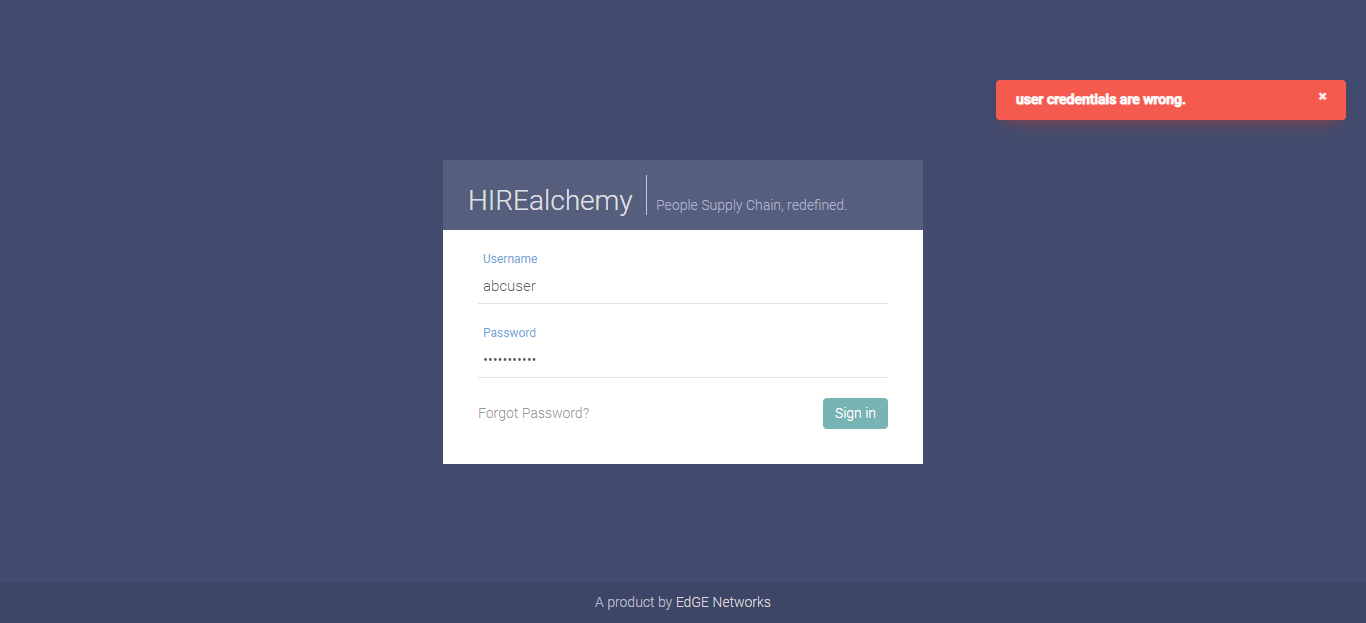 user credentials are wrong.
×
HIREalchemy
People Supply Chain, redefined.
Username
abcuser
Password
•••••••••••
Forgot Password?
Sign in
A product by EdGE Networks